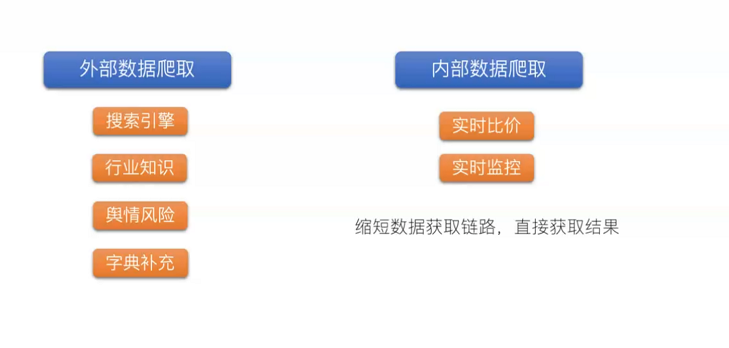 外部数据爬取
搜索引擎
行业知识
舆情风险
字典补充
内部数据爬取
实时比价
实时监控
缩短数据获取链路，直接获取结果